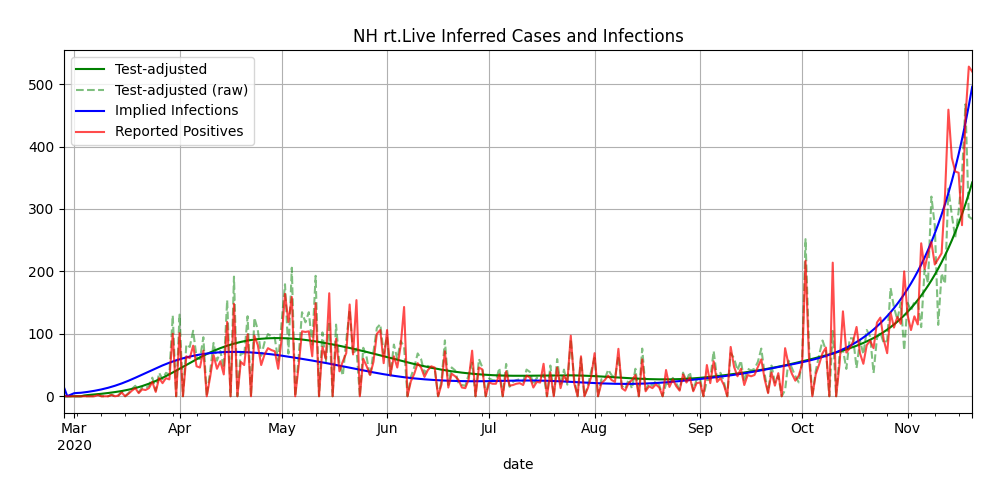 NH rt.Live Inferred Cases and Infections
Test-adjusted
Test-adjusted (raw)
Implied Infections
Reported Positives
500
400
300
200
100
0
Mar Apr May Jun Jul Aug Sep Oct Nov
2020
date